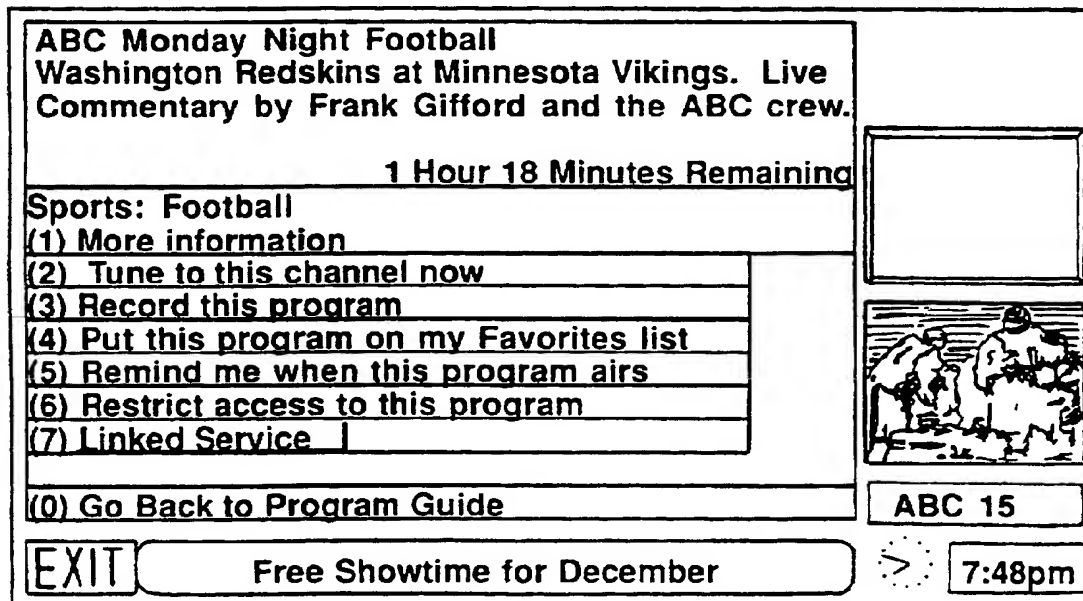 ABC Monday Night Football
Washington Redskins at Minnesota Vikings. Live
Commentary by Frank Gifford and the ABC crew.
1 Hour 18 Minutes Remaining
Sports: Football
(1) More information
(2) Tune to this channel now
(3) Record this program
(4) Put this program on my Favorites list
(5) Remind me when this program airs
(6) Restrict access to this program
(7) Linked Service
(0) Go Back to Program Guide
ABC 15
EXIT
Free Showtime for December
7:48pm